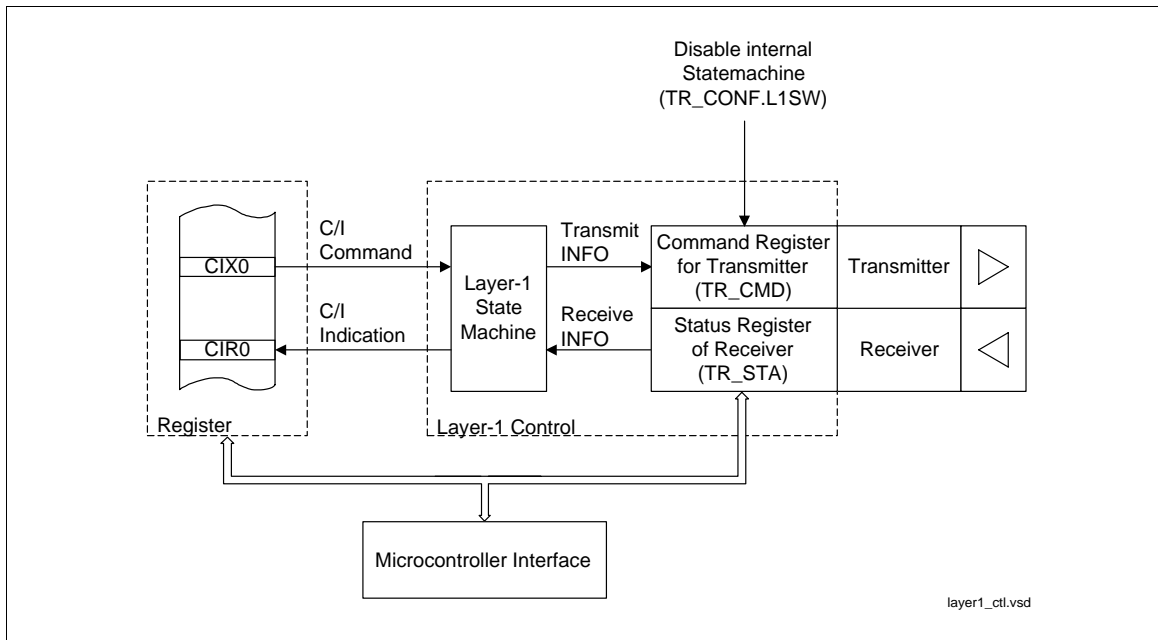 Disable internal
Statemachine
(TR_CONF.L1SW)
C/I
Command
C/I
Indication
CIX0
CIR0
Register
Layer-1
State
Machine
Transmit
INFO
Receive
INFO
Command Register
for Transmitter
(TR_CMD)
Transmitter
Status Register
of Receiver
(TR_STA)
Receiver
Layer-1 Control
Microcontroller Interface
layer1_ctl.vsd